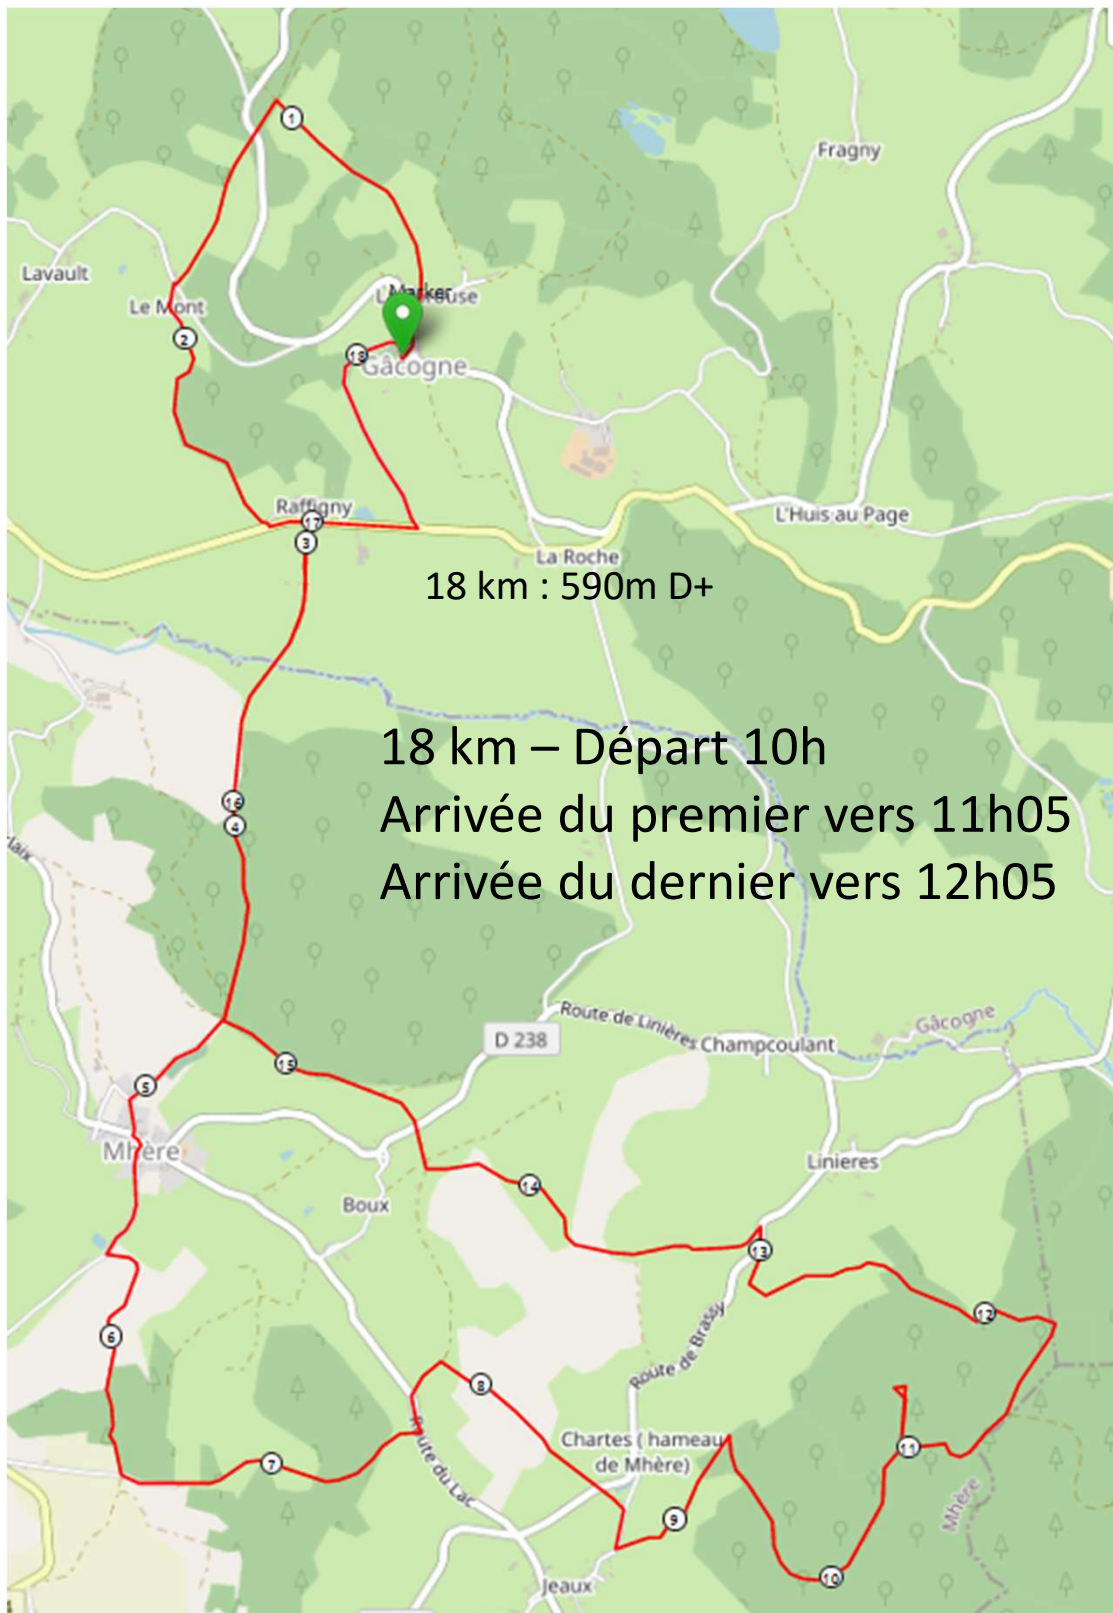 1
Fragny
Lavault
Le Mont
Marker
2
18
Gâcogne
Raffigny
17
3
L'Huis au Page
La Roche
18 km : 590m D+
18 km – Départ 10h
Arrivée du premier vers 11h05
Arrivée du dernier vers 12h05
16
4
Route de Linières
Gâcogne
D 238
Champcoulant
15
5
Mhère
Linieres
14
Boux
13
12
6
Route de Brassy
8
Route du Lac
Chartes ( hameau
de Mhère)
11
7
Mhère
9
10
Jeaux